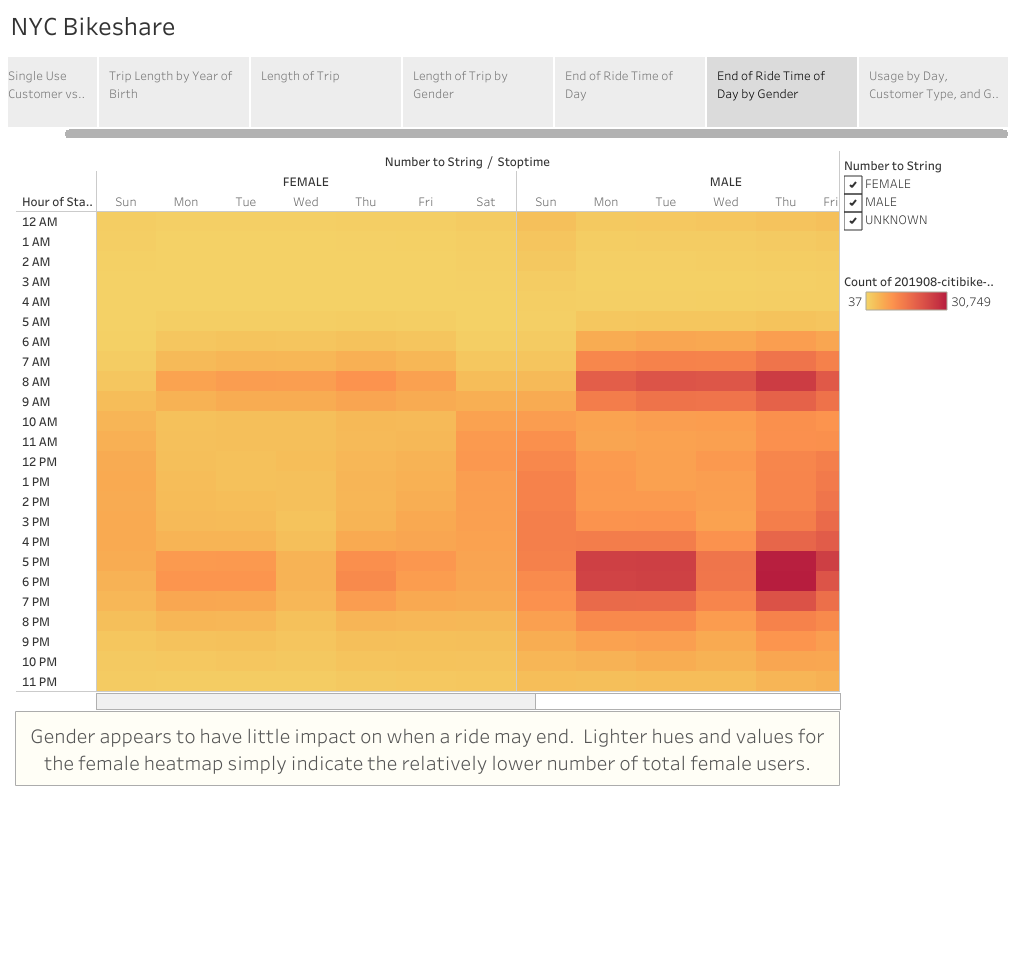 NYC Bikeshare
Single Use
Customer vs..
Trip Length by Year of
Birth
Length of Trip
Length of Trip by
Gender
End of Ride Time of
Day
End of Ride Time of
Day by Gender
Usage by Day,
Customer Type, and G..
Number to String / Stoptime
FEMALE MALE
Hour of Sta.. Sun Mon Tue Wed Thu Fri Sat Sun Mon Tue Wed Thu Fri
12 AM
1 AM
2 AM
3 AM
4 AM
5 AM
6 AM
7 AM
8 AM
9 AM
10 AM
11 AM
12 PM
1 PM
2 PM
3 PM
4 PM
5 PM
6 PM
7 PM
8 PM
9 PM
10 PM
11 PM
Number to String
FEMALE
MALE
UNKNOWN
Count of 201908-citibike-..
37 30,749
Gender appears to have little impact on when a ride may end. Lighter hues and values for
the female heatmap simply indicate the relatively lower number of total female users.